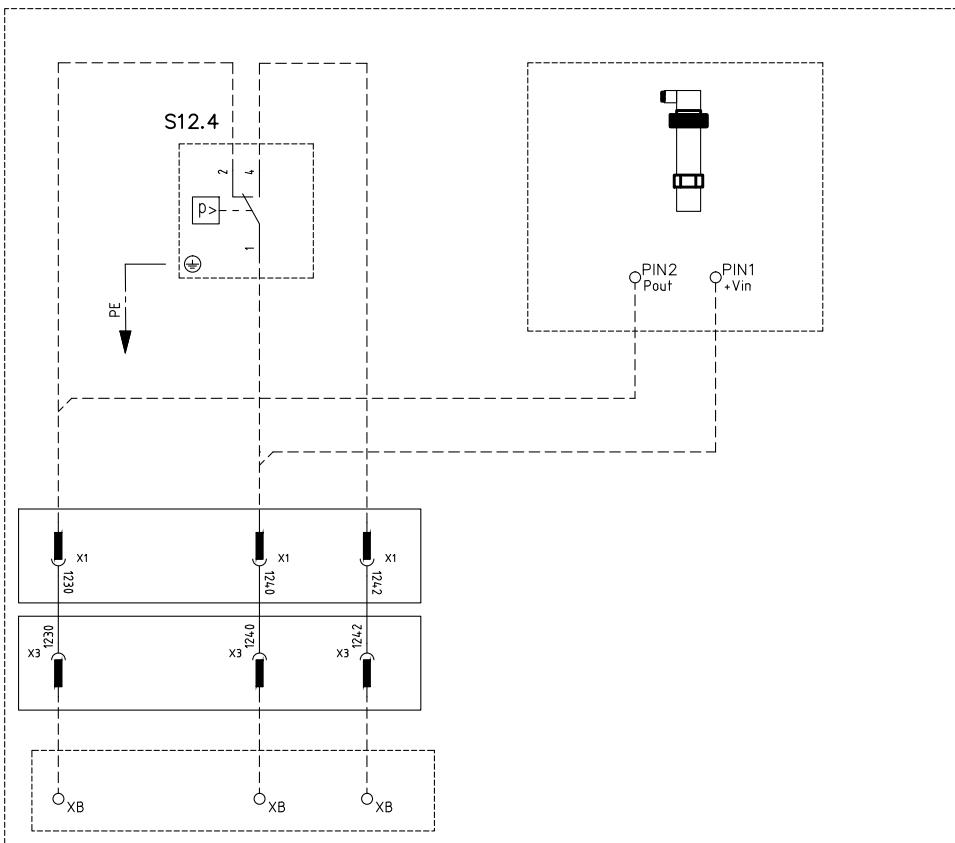 S12.4
2 4
p>
1
PE
PIN2
Pout
PIN1
+Vin
X1 X1 X1
1230 1240 1242
1230 1240 1242
X3 X3 X3
XB XB XB